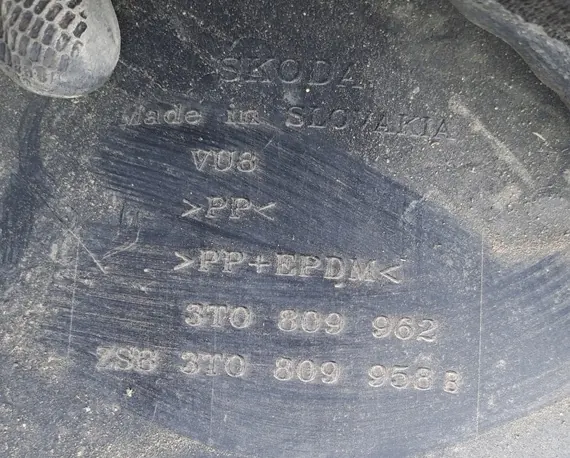 SKODA
Made in SLOVAKIA
VU8
>PP<
>PP+EPDM<
3T0 809 962
ZSB 3T0 809 958 B